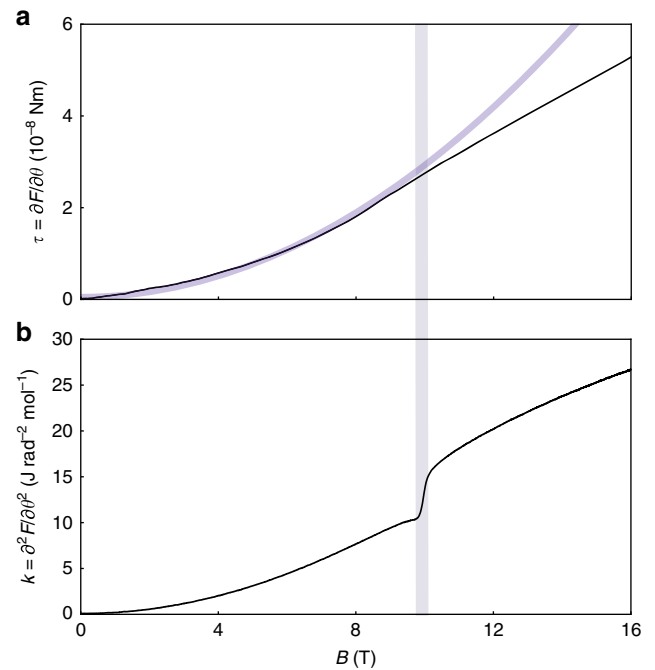 a
6
4
2
0
τ = ∂F/∂θ (10⁻⁸ Nm)
b
30
25
20
15
10
5
0
k = ∂²F/∂θ² (J rad⁻² mol⁻¹)
0 4 8 12 16
B (T)